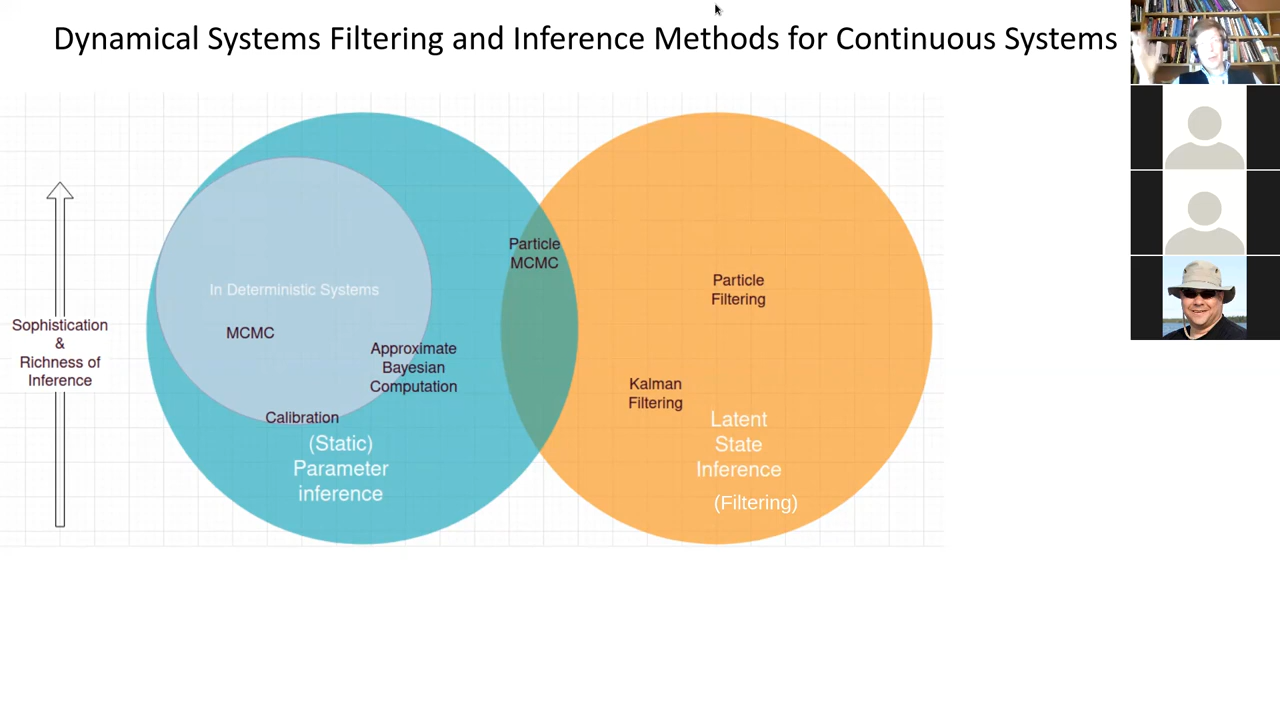 Dynamical Systems Filtering and Inference Methods for Continuous Systems
Sophistication
&
Richness of
Inference
In Deterministic Systems
MCMC
Approximate
Bayesian
Computation
Calibration
(Static)
Parameter
inference
Particle
MCMC
Particle
Filtering
Kalman
Filtering
Latent
State
Inference
(Filtering)